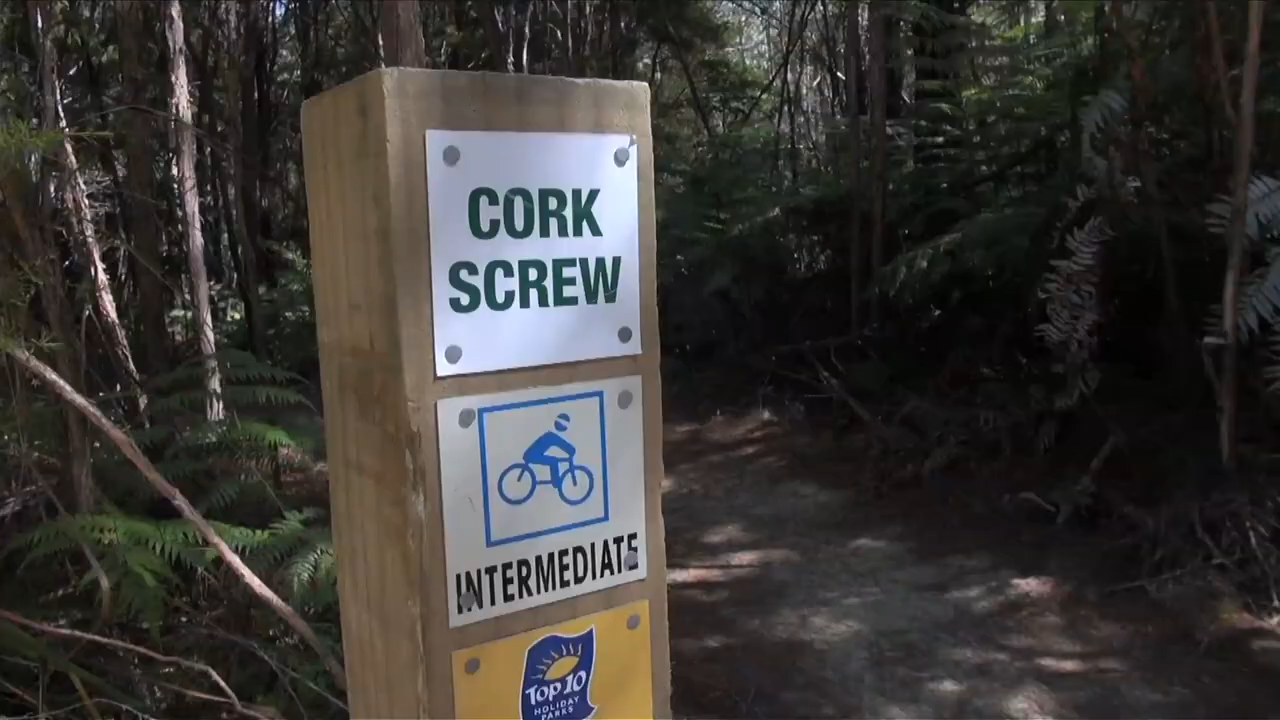 CORK
SCREW
INTERMEDIATE
TOP 10
HOLIDAY
PARKS